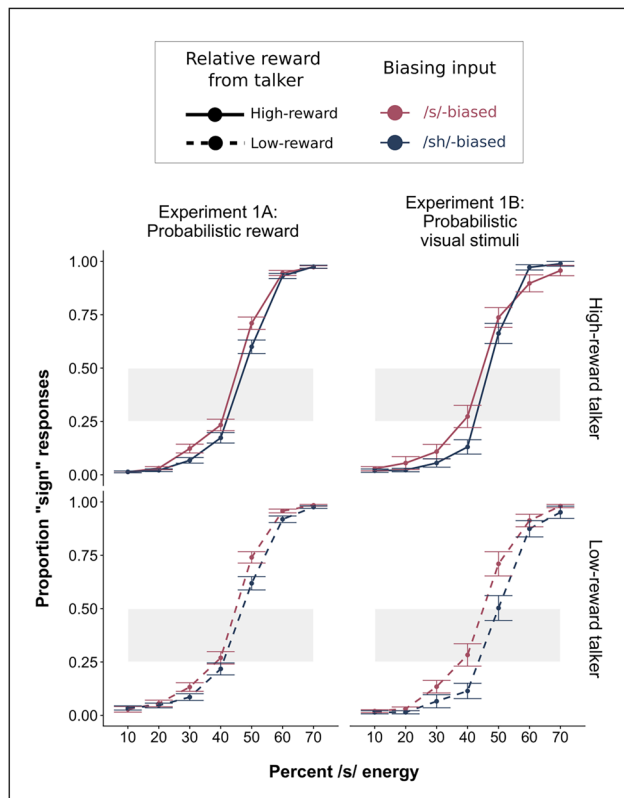 Relative reward
from talker
High-reward
Low-reward
Biasing input
/s/-biased
/sh/-biased
Experiment 1A:
Probabilistic reward
Experiment 1B:
Probabilistic
visual stimuli
1.00
0.75
0.50
0.25
0.00
High-reward talker
1.00
0.75
0.50
0.25
0.00
Low-reward talker
Proportion "sign" responses
10 20 30 40 50 60 70
10 20 30 40 50 60 70
Percent /s/ energy